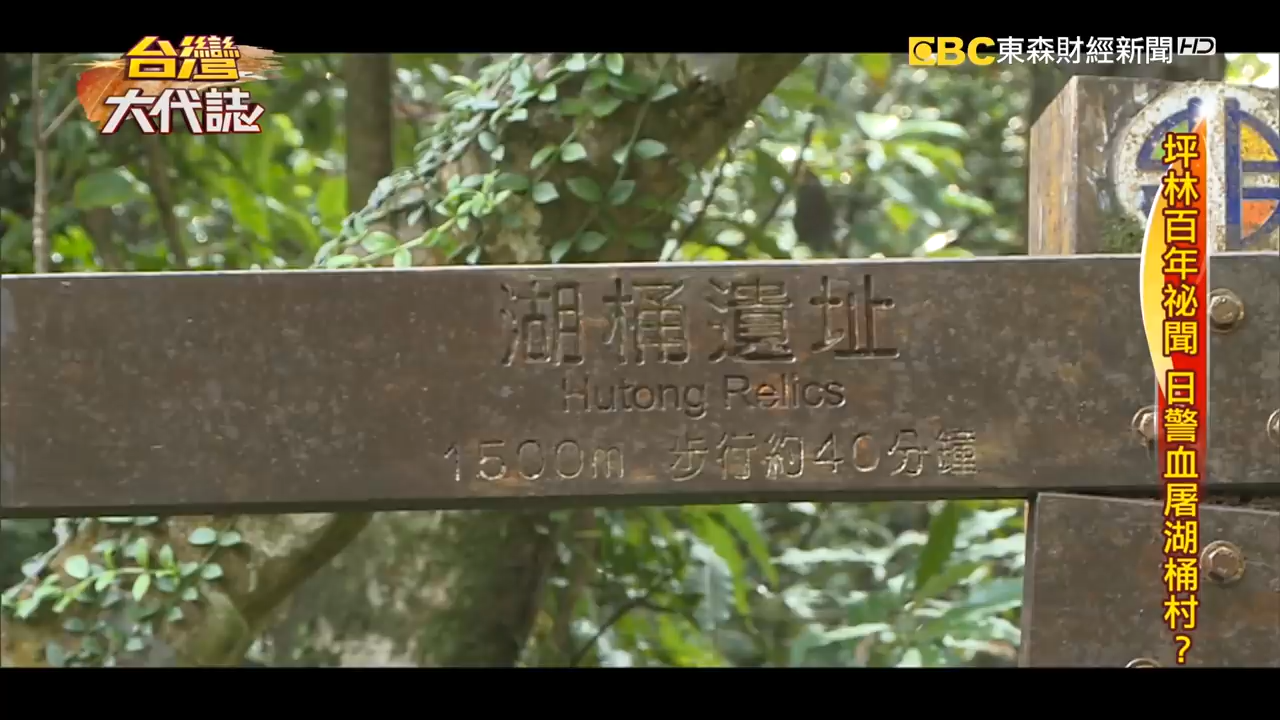 台灣
大代誌
EBC東森財經新聞HD
湖桶遺址
Hutong Relics
1500m 步行約40分鐘
坪林百年祕聞 日警血屠湖桶村？